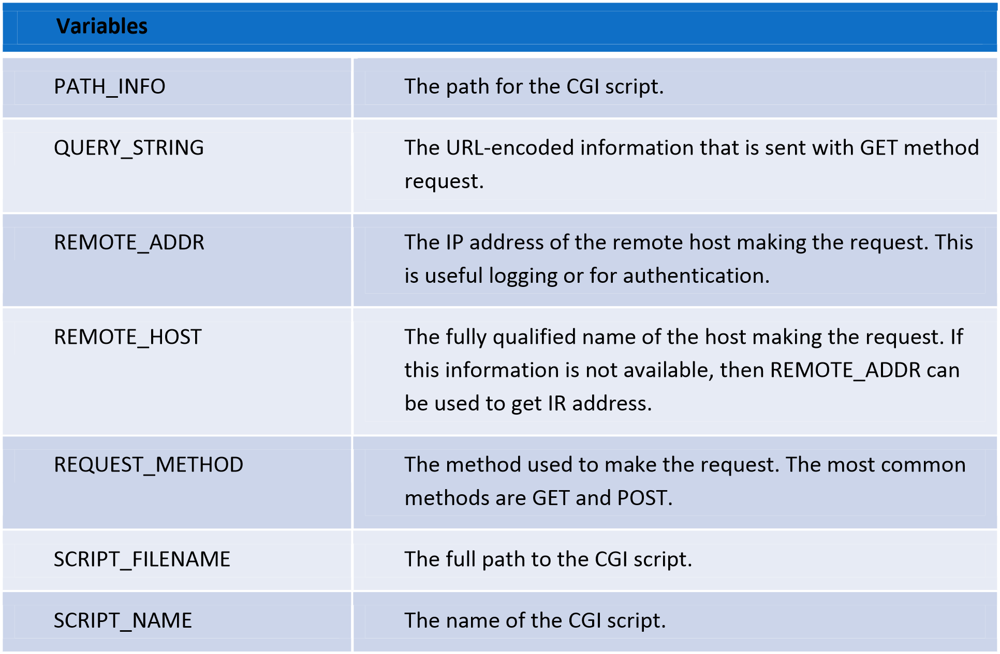 Variables
PATH_INFO
The path for the CGI script.
QUERY_STRING
The URL-encoded information that is sent with GET method
request.
REMOTE_ADDR
The IP address of the remote host making the request. This
is useful logging or for authentication.
REMOTE_HOST
The fully qualified name of the host making the request. If
this information is not available, then REMOTE_ADDR can
be used to get IR address.
REQUEST_METHOD
The method used to make the request. The most common
methods are GET and POST.
SCRIPT_FILENAME
The full path to the CGI script.
SCRIPT_NAME
The name of the CGI script.